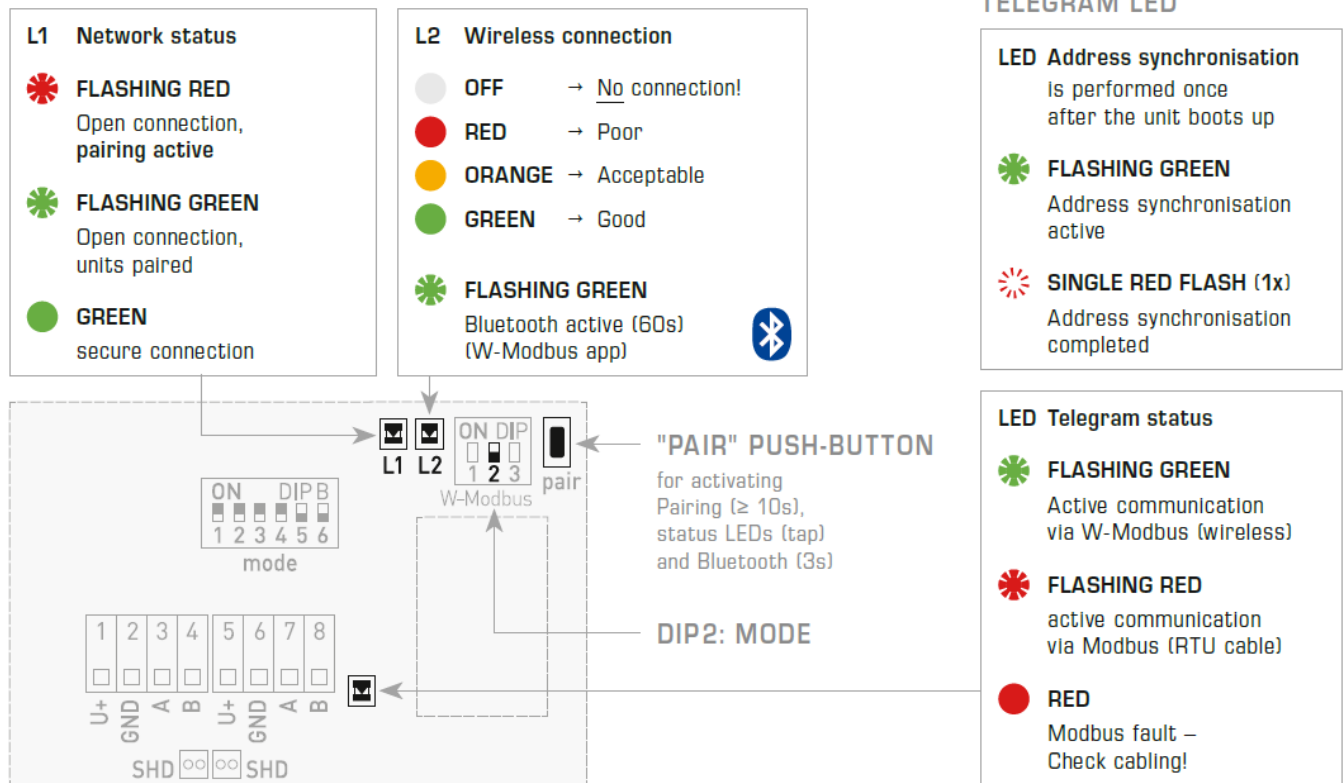 TELEGRAM LED
L1 Network status
FLASHING RED
Open connection,
pairing active
FLASHING GREEN
Open connection,
units paired
GREEN
secure connection
L2 Wireless connection
OFF → No connection!
RED → Poor
ORANGE → Acceptable
GREEN → Good
FLASHING GREEN
Bluetooth active (60s)
(W-Modbus app)
LED Address synchronisation
is performed once
after the unit boots up
FLASHING GREEN
Address synchronisation
active
SINGLE RED FLASH (1x)
Address synchronisation
completed
LED Telegram status
FLASHING GREEN
Active communication
via W-Modbus (wireless)
FLASHING RED
active communication
via Modbus (RTU cable)
RED
Modbus fault –
Check cabling!
L1 L2
ON DIP
1 2 3
W-Modbus
pair
"PAIR" PUSH-BUTTON
for activating
Pairing (≥ 10s),
status LEDs (tap)
and Bluetooth (3s)
ON DIP B
1 2 3 4 5 6
mode
DIP2: MODE
1 2 3 4 5 6 7 8
U+ GND A B U+ GND A B
SHD SHD